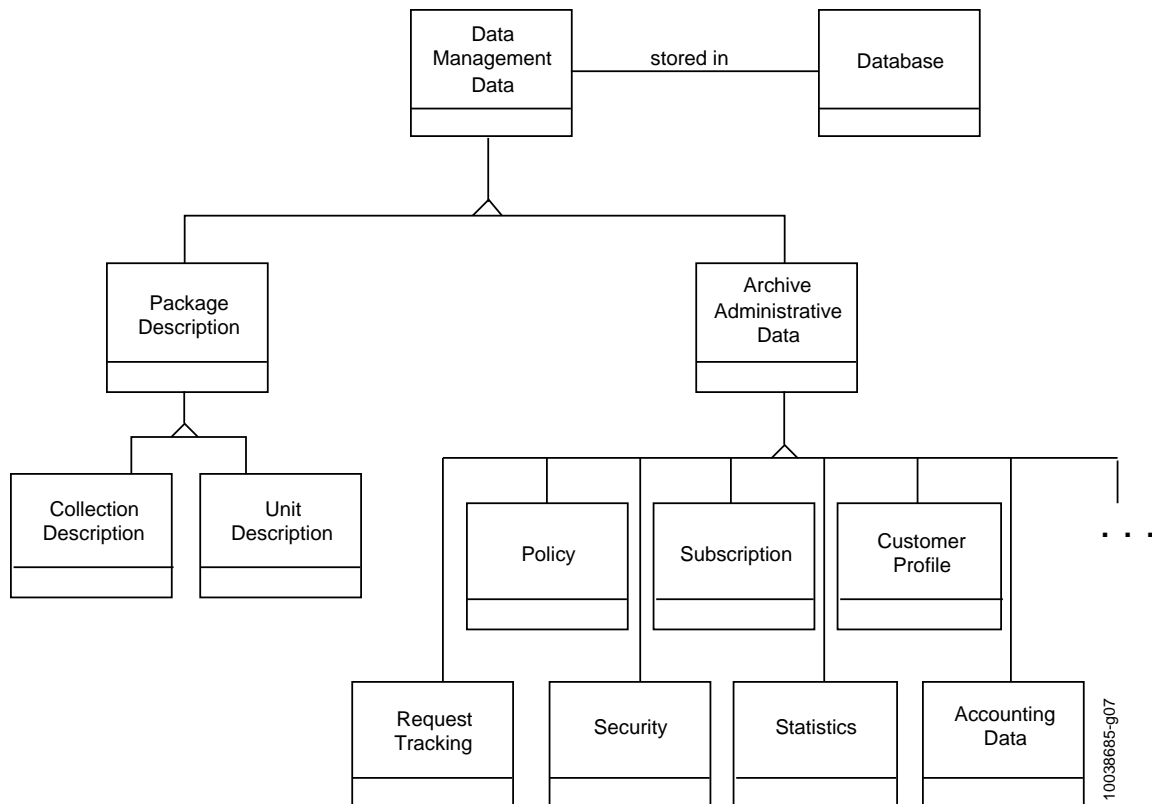 Data
Management
Data
stored in
Database
Package
Description
Archive
Administrative
Data
Collection
Description
Unit
Description
Policy
Subscription
Customer
Profile
. . .
Request
Tracking
Security
Statistics
Accounting
Data
10038685-g07